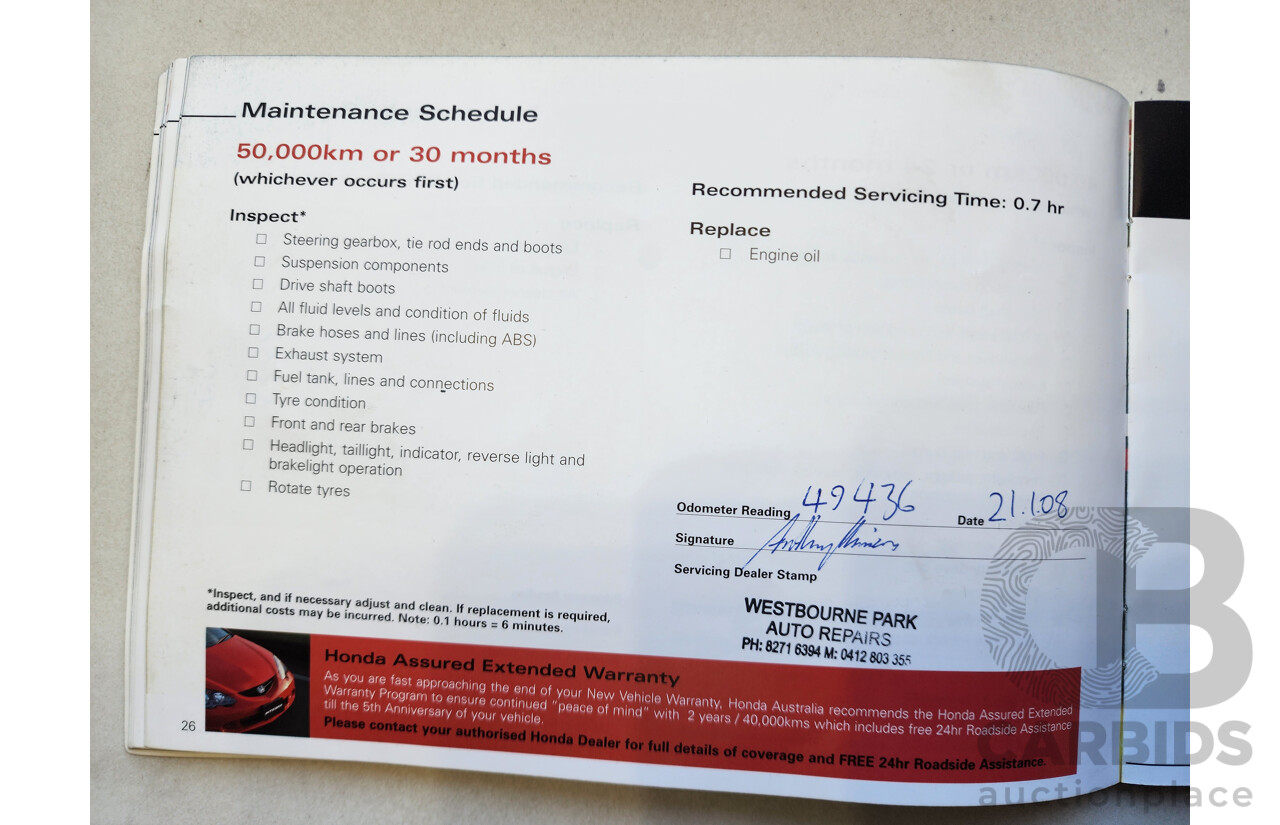 Maintenance Schedule
50,000km or 30 months
(whichever occurs first)
Inspect*
Steering gearbox, tie rod ends and boots
Suspension components
Drive shaft boots
All fluid levels and condition of fluids
Brake hoses and lines (including ABS)
Exhaust system
Fuel tank, lines and connections
Tyre condition
Front and rear brakes
Headlight, taillight, indicator, reverse light and
brakelight operation
Rotate tyres
*Inspect, and if necessary adjust and clean. If replacement is required,
additional costs may be incurred. Note: 0.1 hours = 6 minutes.
Recommended Servicing Time: 0.7 hr
Replace
Engine oil
Odometer Reading 49436 Date 21.1.08
Signature
Servicing Dealer Stamp
WESTBOURNE PARK
AUTO REPAIRS
PH: 8271 6394 M: 0412 803 355
Honda Assured Extended Warranty
As you are fast approaching the end of your New Vehicle Warranty, Honda Australia recommends the Honda Assured Extended
Warranty Program to ensure continued "peace of mind" with 2 years / 40,000kms which includes free 24hr Roadside Assistance
till the 5th Anniversary of your vehicle.
Please contact your authorised Honda Dealer for full details of coverage and FREE 24hr Roadside Assistance.
26
CB
CARBIDS
auctionplace